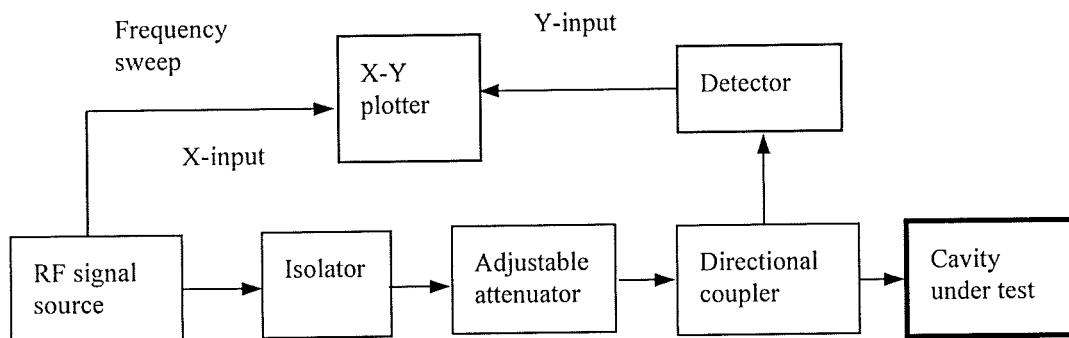 Frequency
sweep
Y-input
X-Y
plotter
Detector
X-input
RF signal
source
Isolator
Adjustable
attenuator
Directional
coupler
Cavity
under test